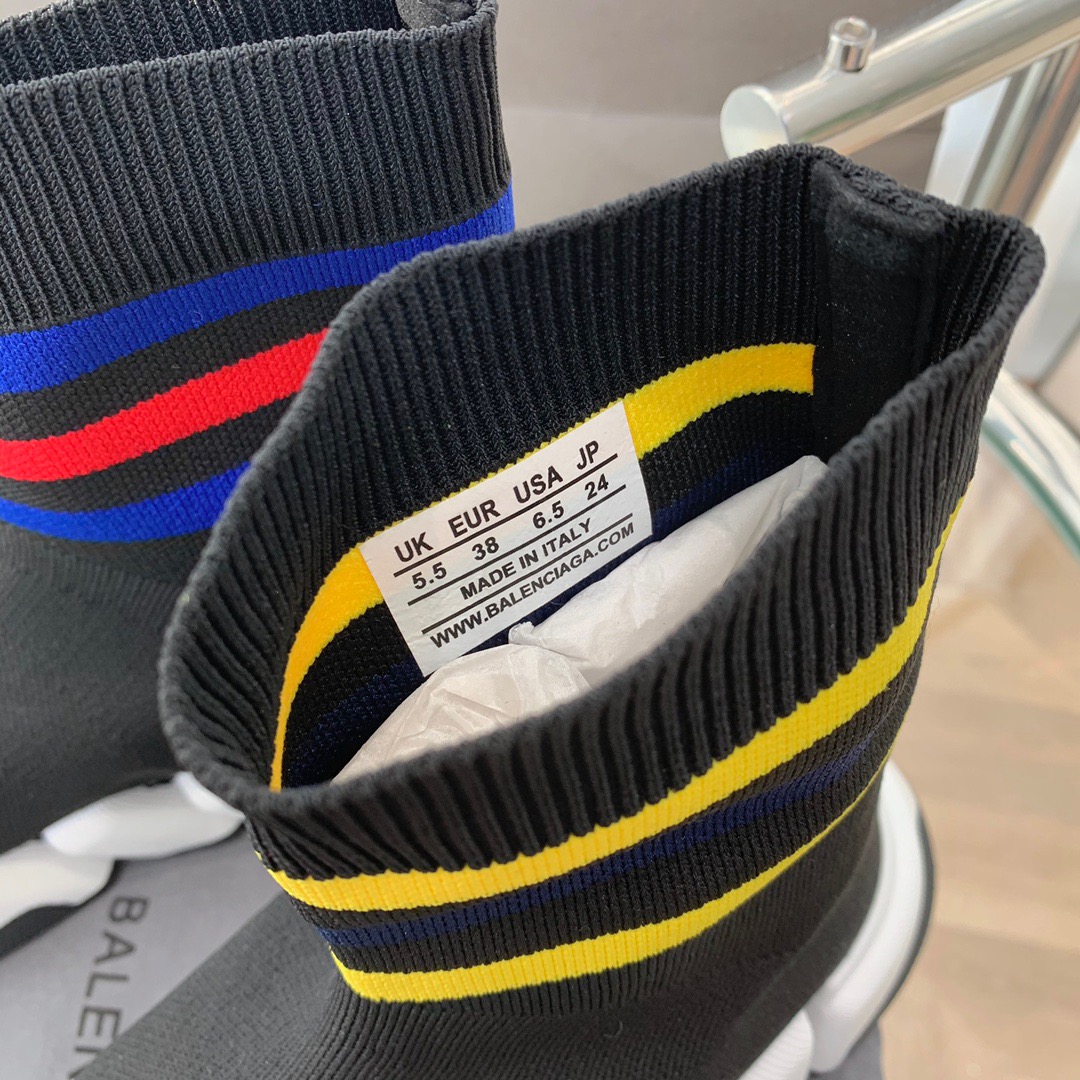 UK EUR USA JP
5.5 38 6.5 24
MADE IN ITALY
WWW.BALENCIAGA.COM
BALEN